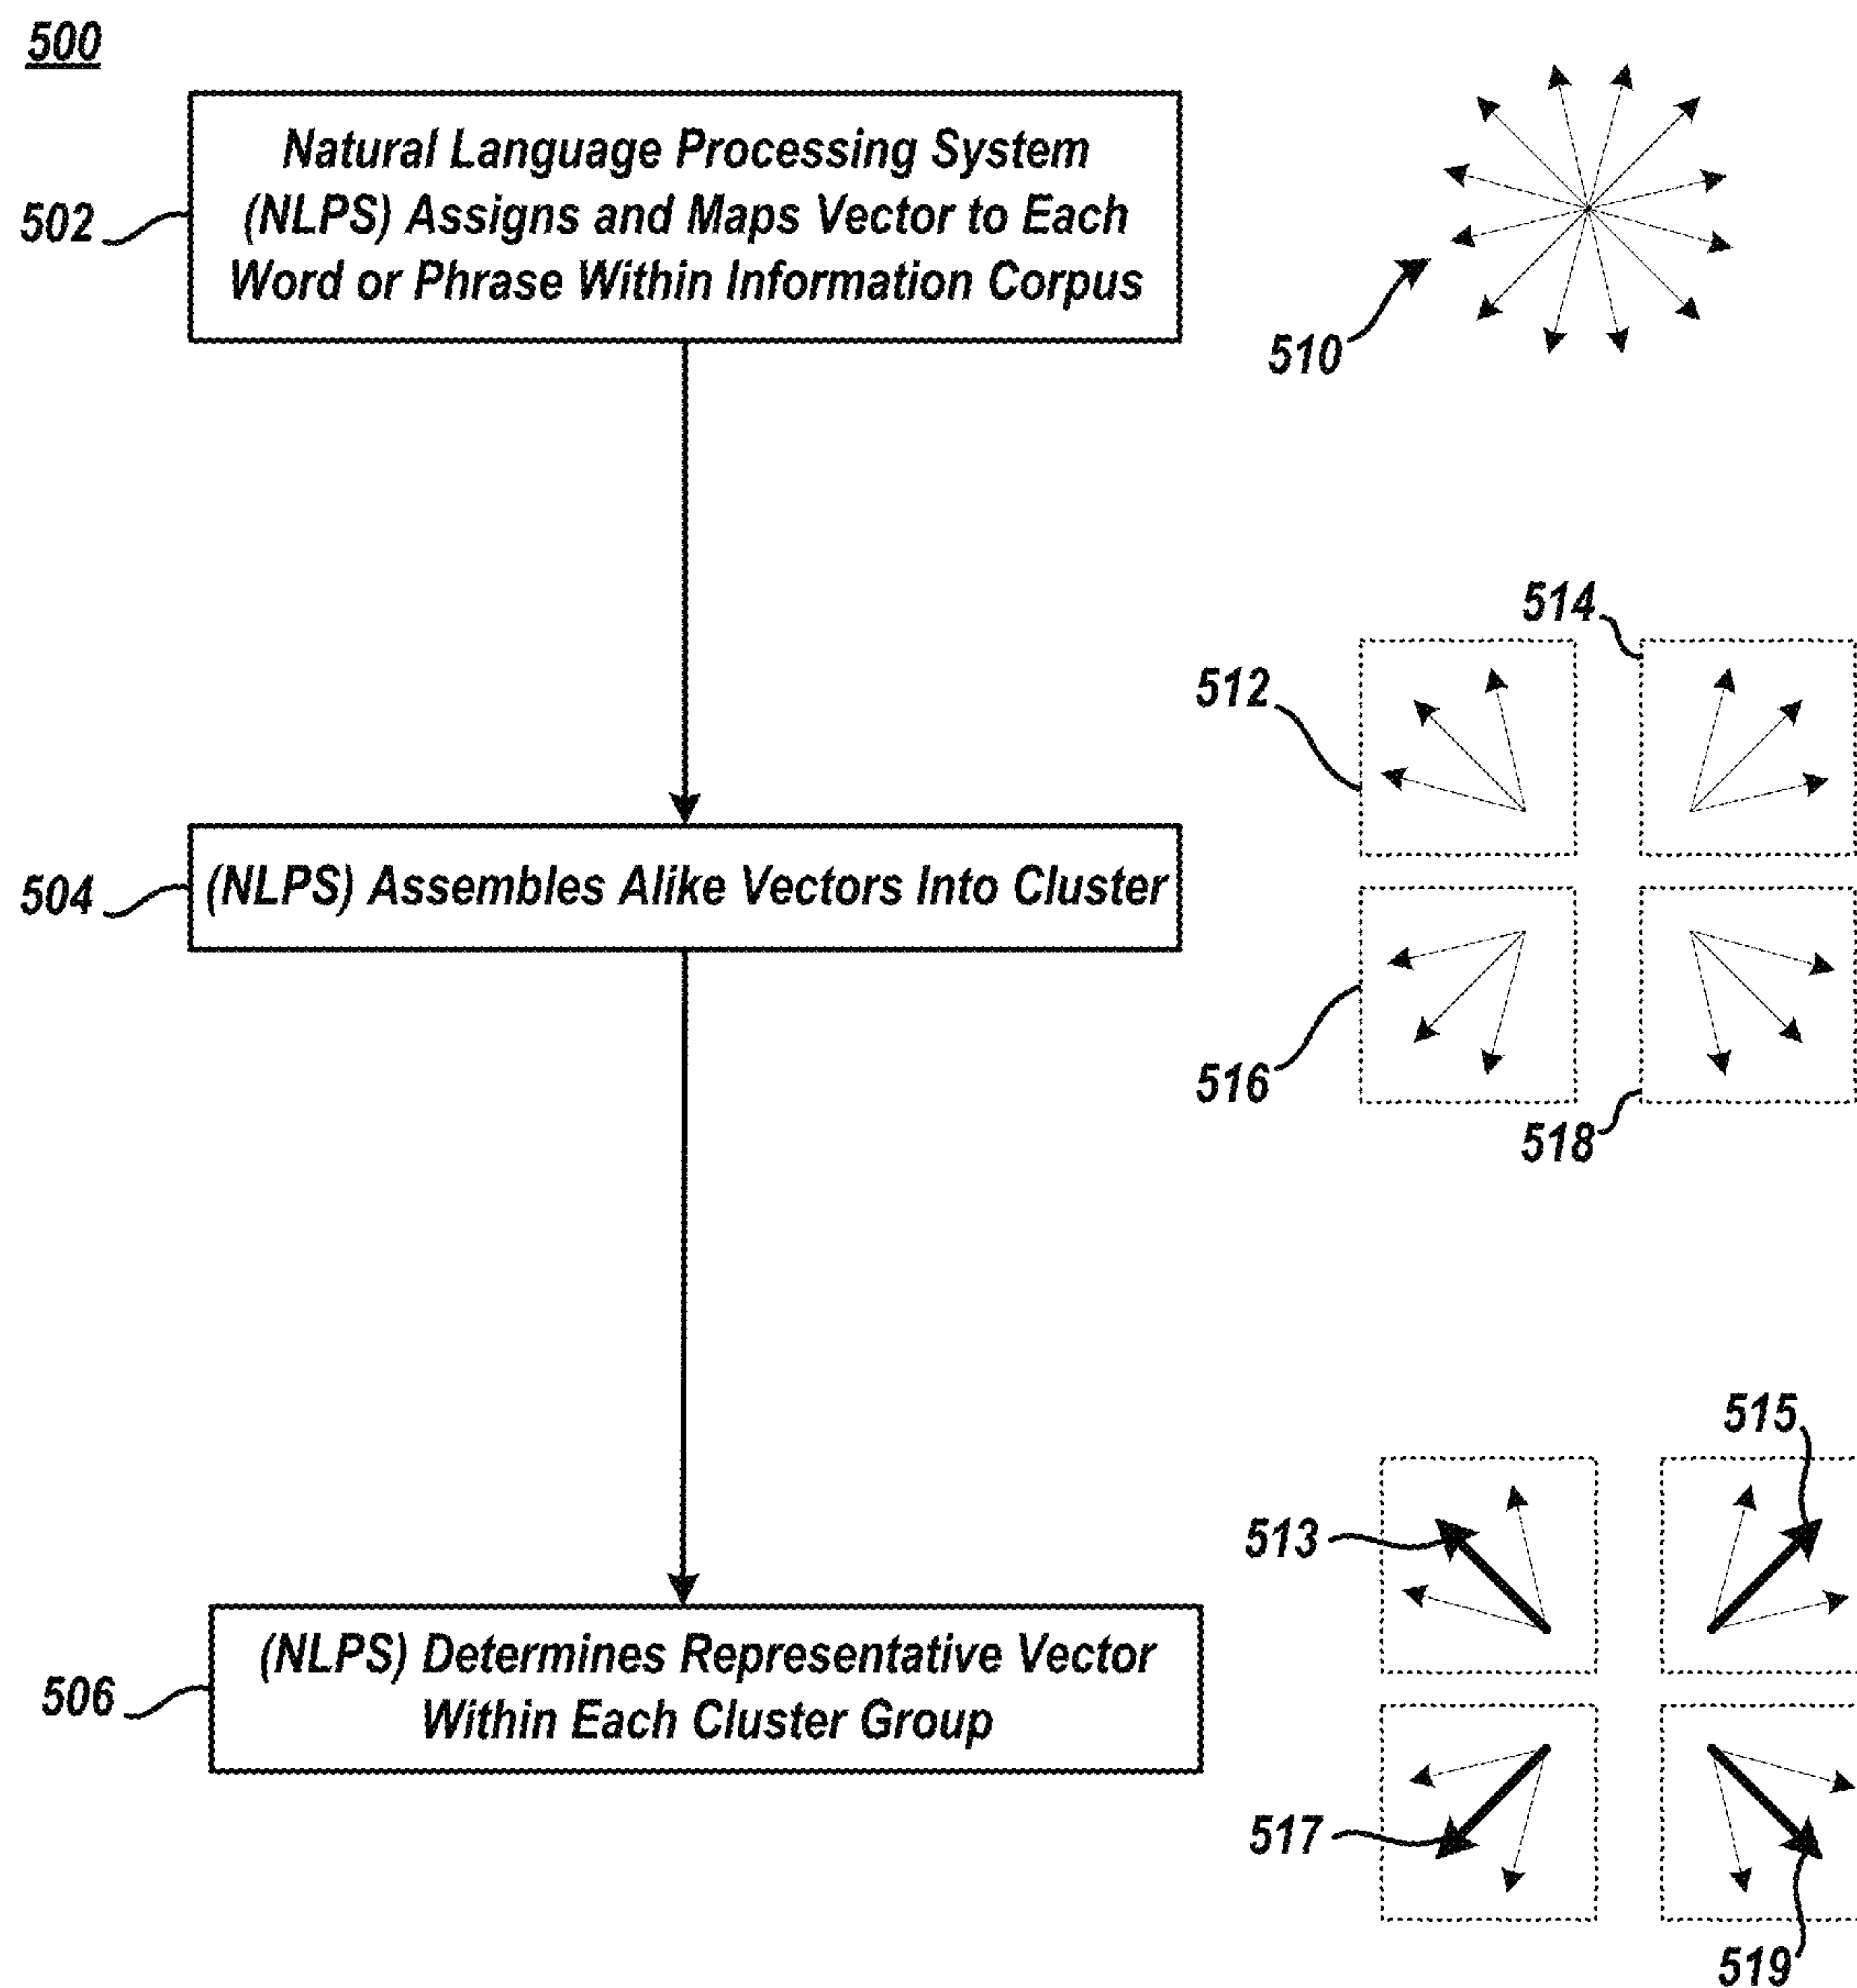 500
Natural Language Processing System
(NLPS) Assigns and Maps Vector to Each
Word or Phrase Within Information Corpus
502
510
514
512
(NLPS) Assembles Alike Vectors Into Cluster
504
516
518
515
513
(NLPS) Determines Representative Vector
Within Each Cluster Group
506
517
519